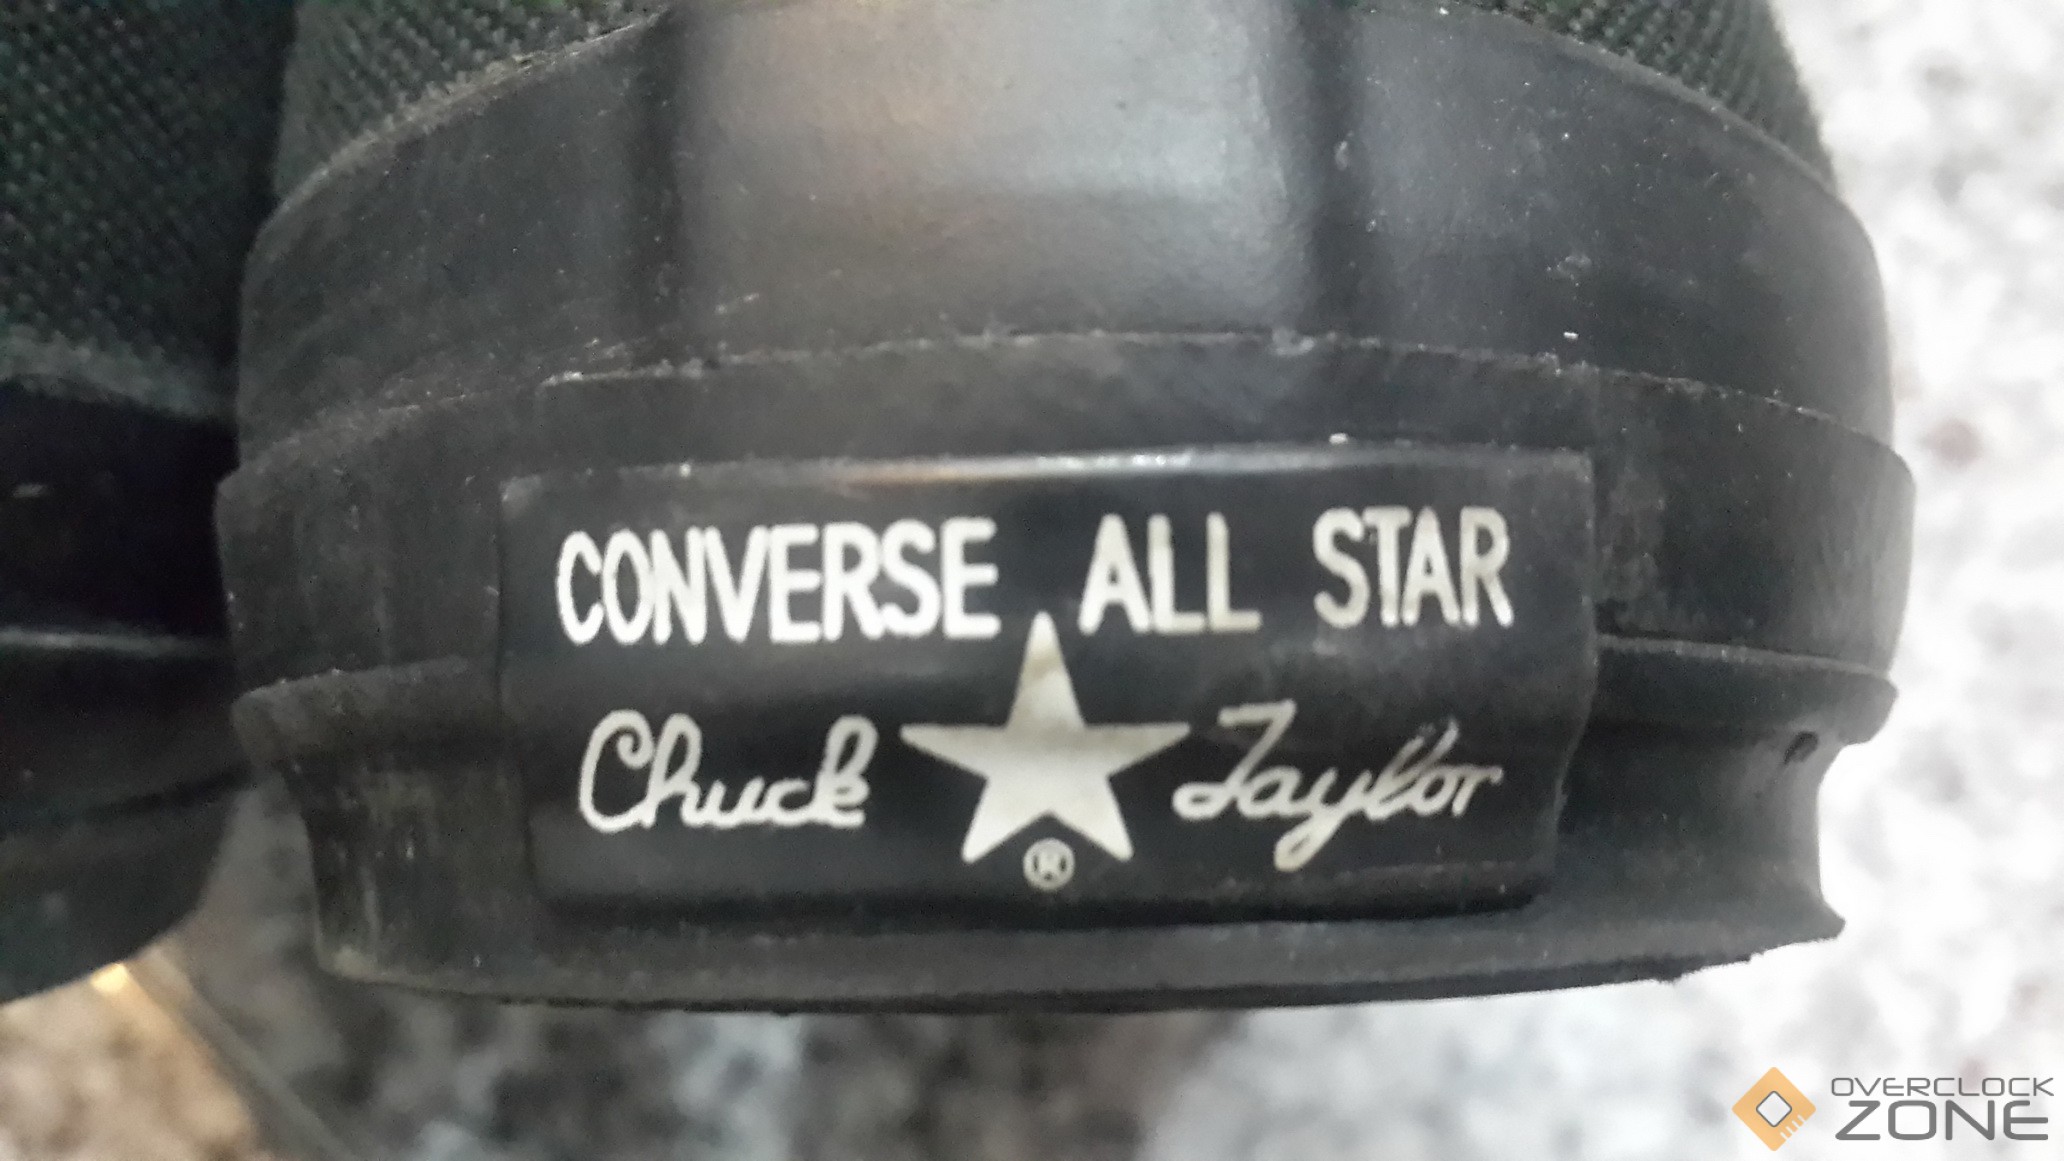 CONVERSE ALL STAR
Chuck Taylor
®
OVERCLOCK
ZONE